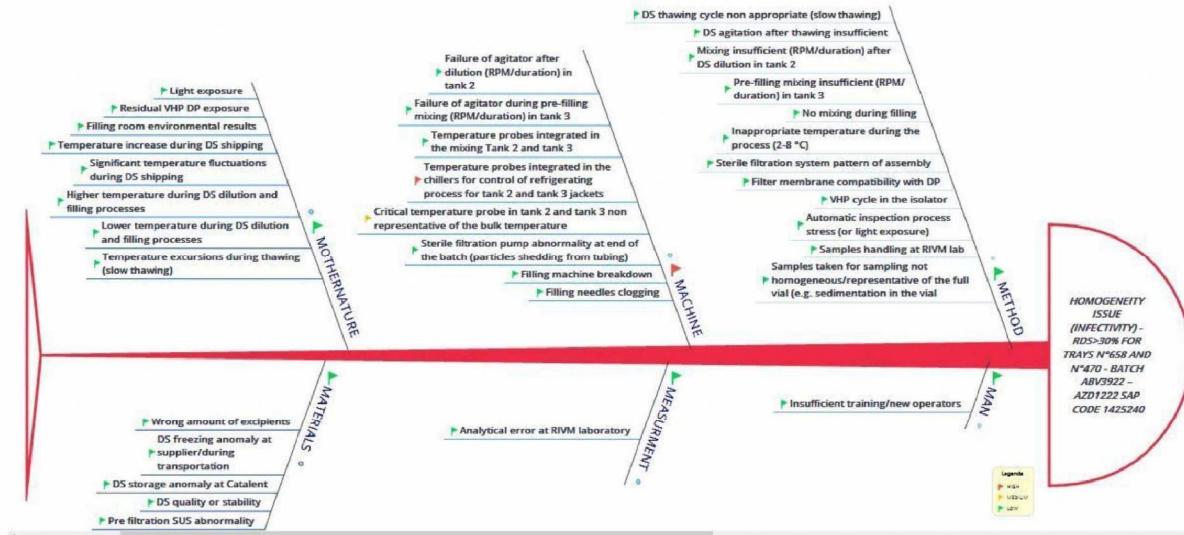 Light exposure
Residual VHP DP exposure
Filling room environmental results
Temperature increase during DS shipping
Significant temperature fluctuations
during DS shipping
Higher temperature during DS dilution and
filling processes
Lower temperature during DS dilution
and filling processes
Temperature excursions during thawing
(slow thawing)
MOTHERNATURE
Failure of agitator after
dilution (RPM/duration) in
tank 2
Failure of agitator during pre-filling
mixing (RPM/duration) in tank 3
Temperature probes integrated in
the mixing Tank 2 and tank 3
Temperature probes integrated in the
chillers for control of refrigerating
process for tank 2 and tank 3 jackets
Critical temperature probe in tank 2 and tank 3 non
representative of the bulk temperature
Sterile filtration pump abnormality at end of
the batch (particles shedding from tubing)
Filling machine breakdown
Filling needles clogging
MACHINE
DS thawing cycle non appropriate (slow thawing)
DS agitation after thawing insufficient
Mixing insufficient (RPM/duration) after
DS dilution in tank 2
Pre-filling mixing insufficient (RPM/
duration) in tank 3
No mixing during filling
Inappropriate temperature during the
process (2-8 °C)
Sterile filtration system pattern of assembly
Filter membrane compatibility with DP
VHP cycle in the isolator
Automatic inspection process
stress (or light exposure)
Samples handling at RIVM lab
Samples taken for sampling not
homogeneous/representative of the full
vial (e.g. sedimentation in the vial
METHOD
HOMOGENEITY
ISSUE
(INFECTIVITY) -
RDS>30% FOR
TRAYS N°658 AND
N°470 - BATCH
ABV3922 –
AZD1222 SAP
CODE 1425240
Wrong amount of excipients
DS freezing anomaly at
supplier/during
transportation
DS storage anomaly at Catalent
DS quality or stability
Pre filtration SUS abnormality
MATERIALS
Analytical error at RIVM laboratory
MEASURMENT
Insufficient training/new operators
MAN
Legende
HIGH
MEDIUM
LOW